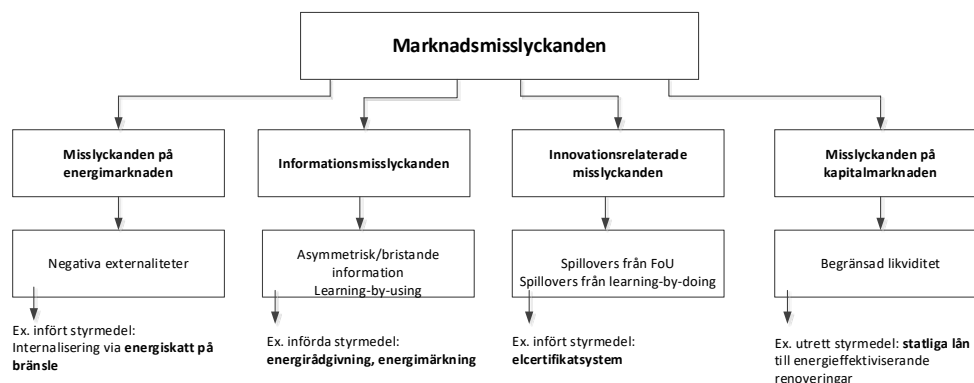 Marknadsmisslyckanden
Misslyckanden på
energimarknaden
Negativa externaliteter
Ex. infört styrmedel:
Internalisering via energiskatt på
bränsle
Informationsmisslyckanden
Asymmetrisk/bristande
information
Learning-by-using
Ex. införda styrmedel:
energirådgivning, energimärkning
Innovationsrelaterade
misslyckanden
Spillovers från FoU
Spillovers från learning-by-doing
Ex. infört styrmedel:
elcertifikatsystem
Misslyckanden på
kapitalmarknaden
Begränsad likviditet
Ex. utrett styrmedel: statliga lån
till energieffektiviserande
renoveringar